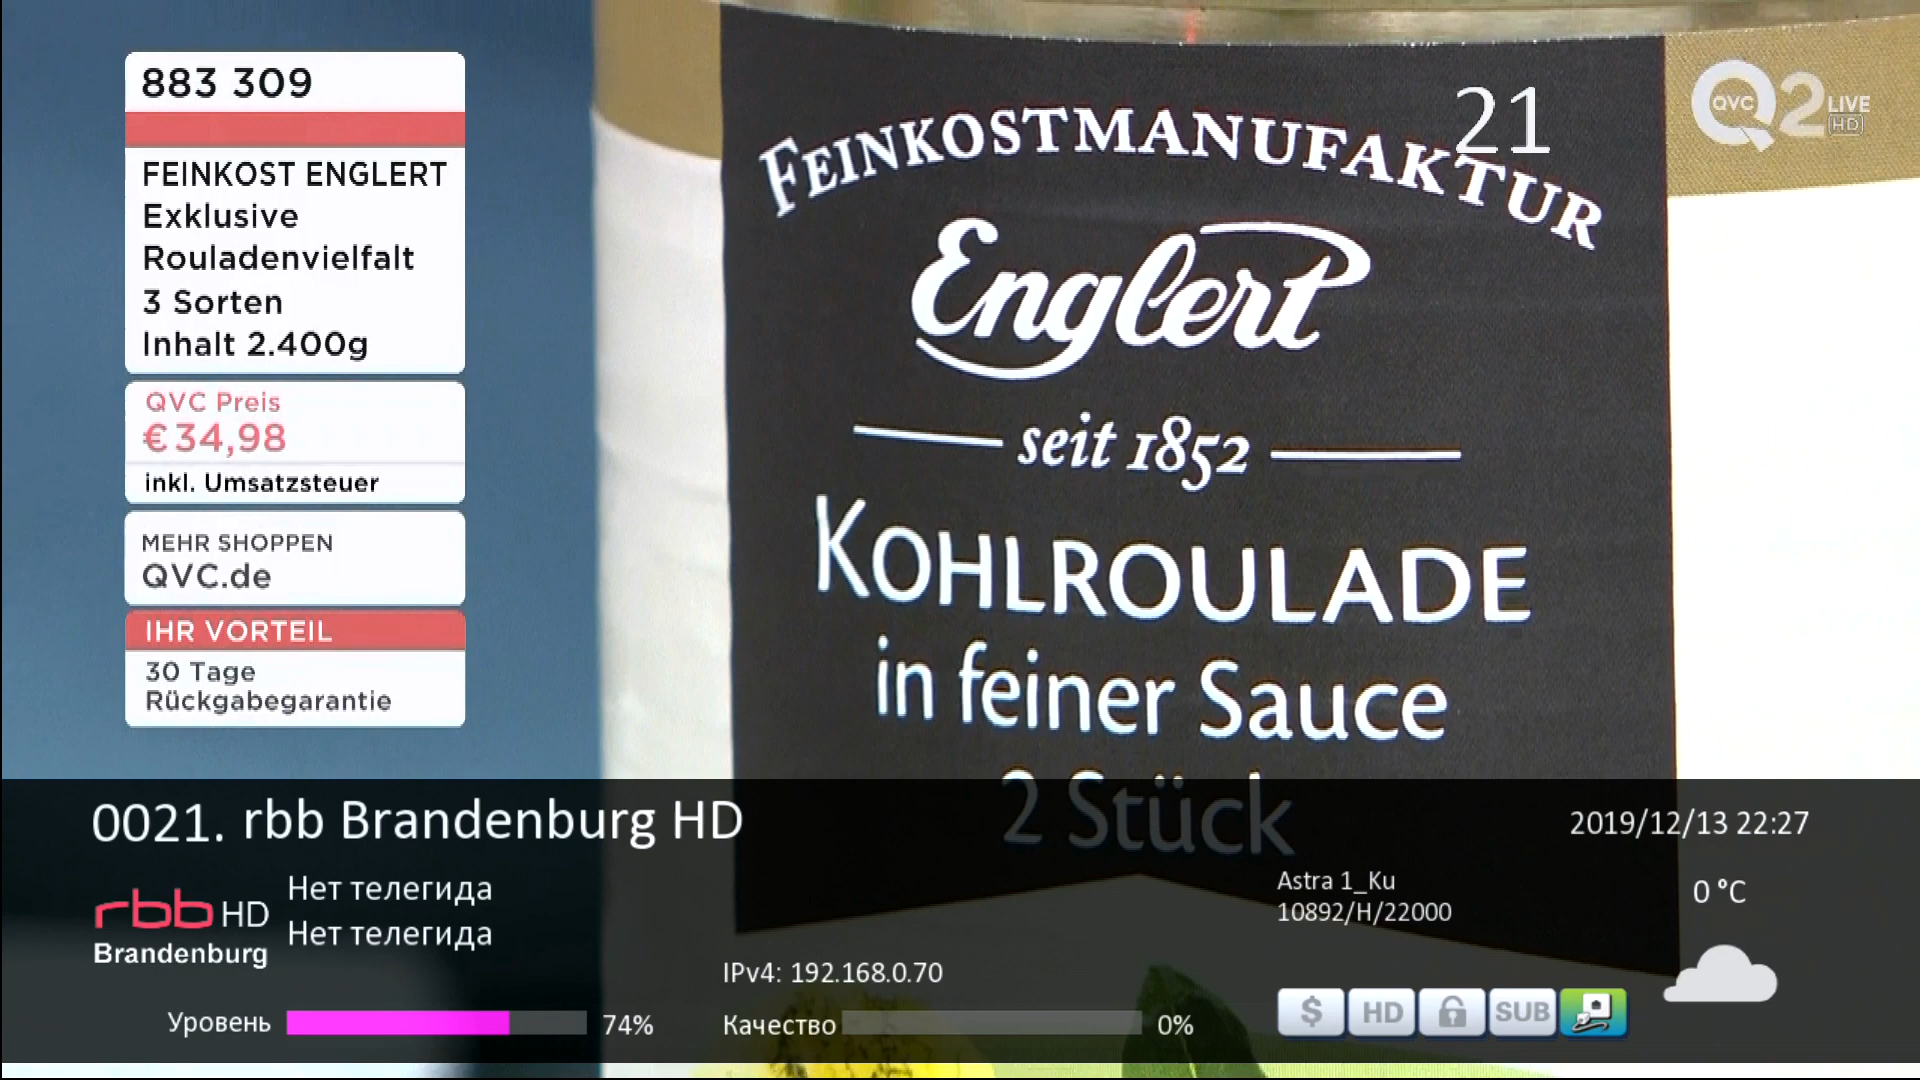 883 309
FEINKOST ENGLERT
Exklusive
Rouladenvielfalt
3 Sorten
Inhalt 2.400g
QVC Preis
€34,98
inkl. Umsatzsteuer
MEHR SHOPPEN
QVC.de
IHR VORTEIL
30 Tage
Rückgabegarantie
21
QVC Q2 LIVE
HD
FEINKOSTMANUFAKTUR
Englert
seit 1852
KOHLROULADE
in feiner Sauce
2 Stück
0021. rbb Brandenburg HD
2019/12/13 22:27
rbb HD
Brandenburg
Нет телегида
Нет телегида
Astra 1_Ku
10892/H/22000
0 °C
IPv4: 192.168.0.70
Уровень 74%
Качество 0%
$ HD SUB